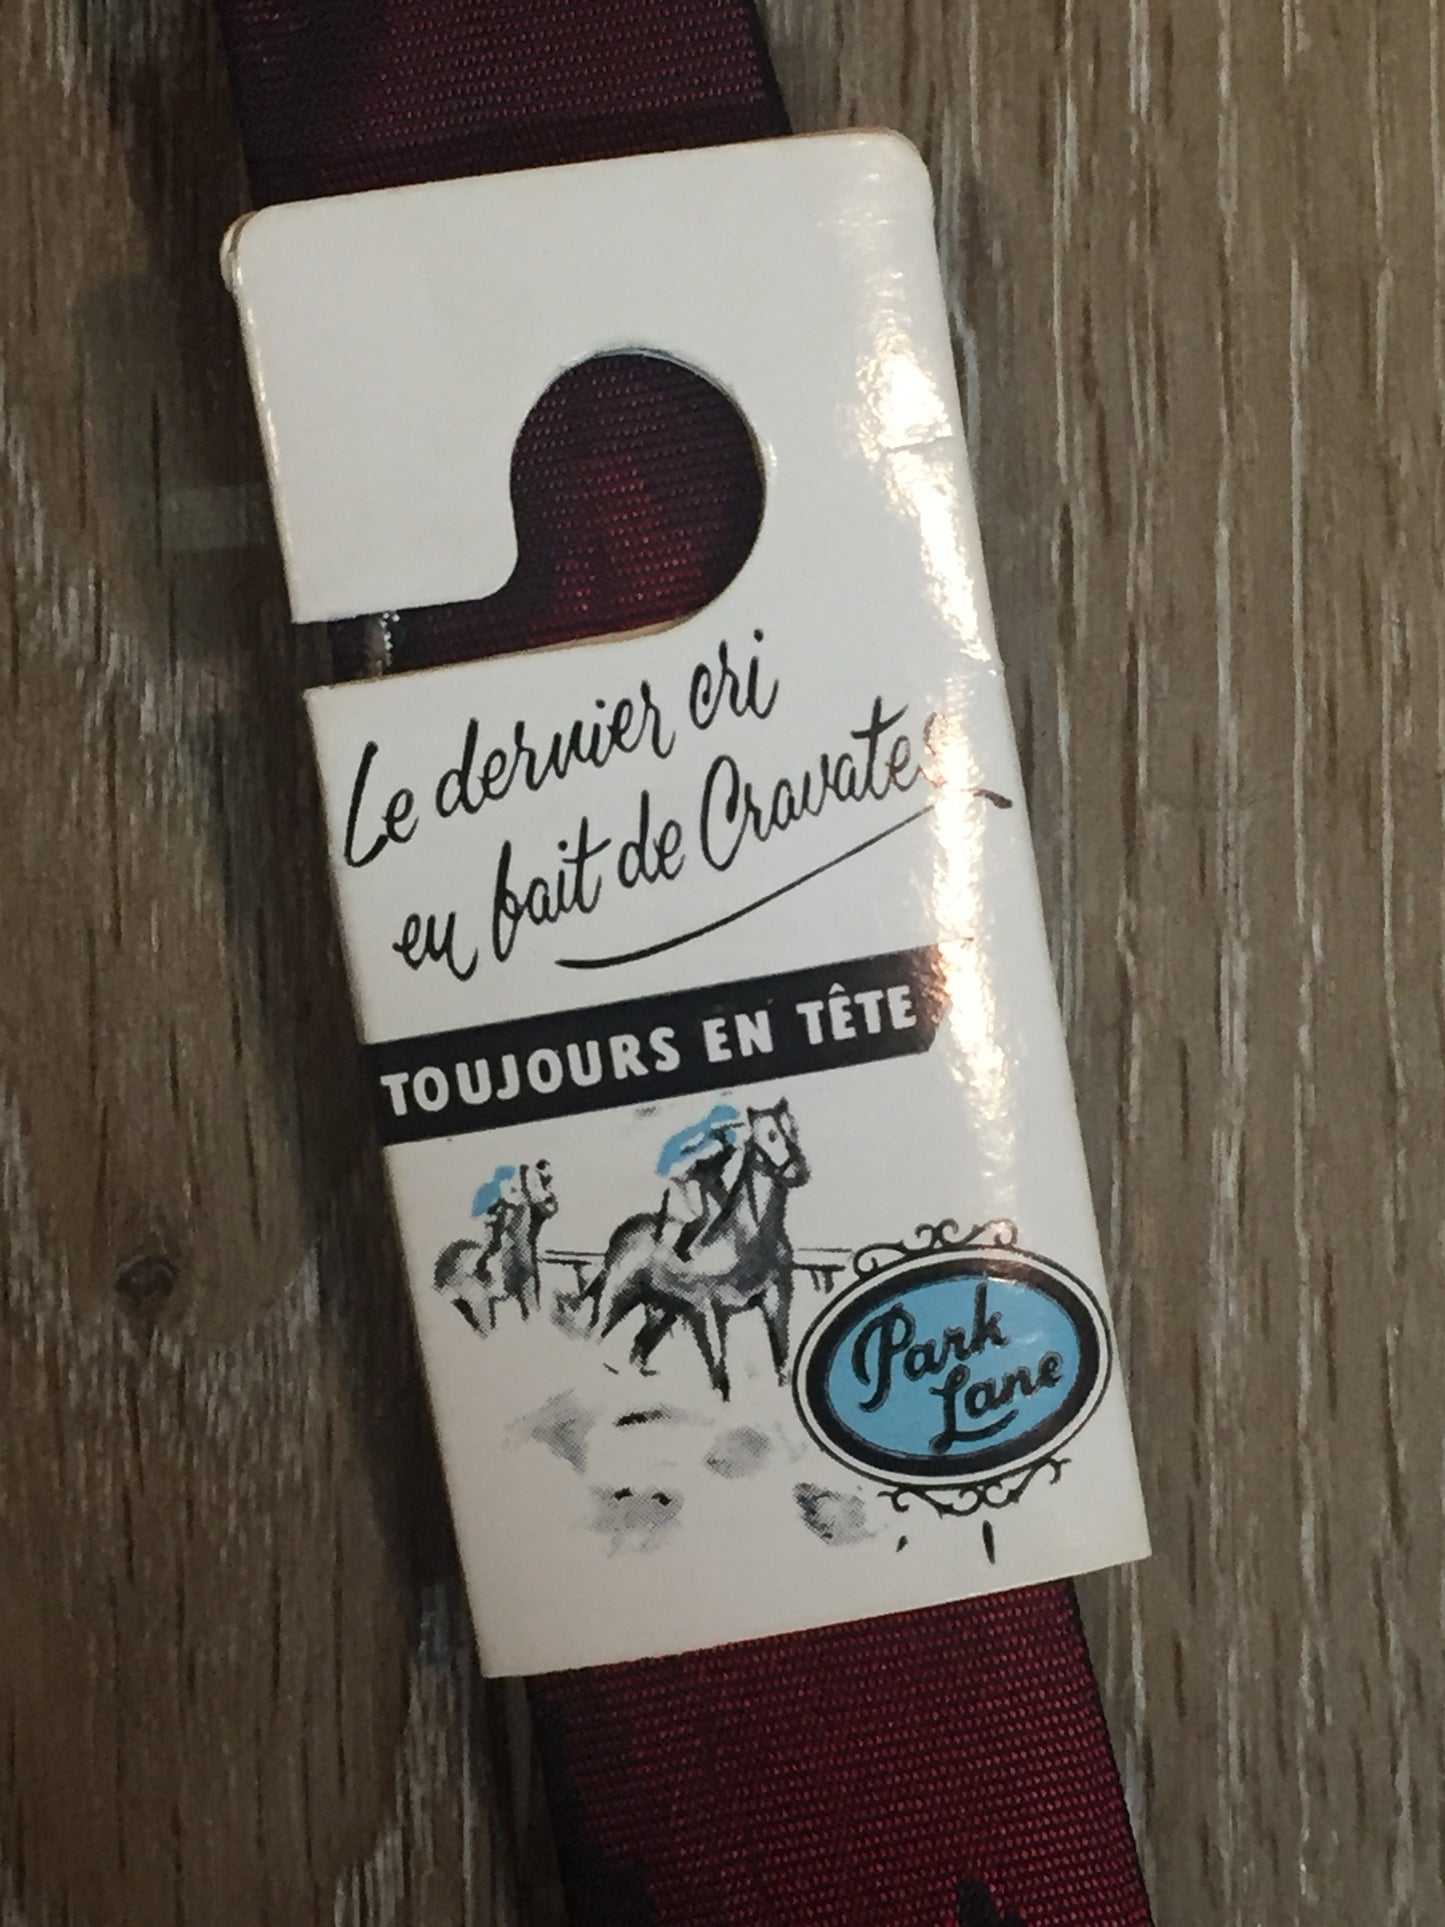 Le dernier cri
en fait de Cravates
TOUJOURS EN TÊTE
Park
Lane